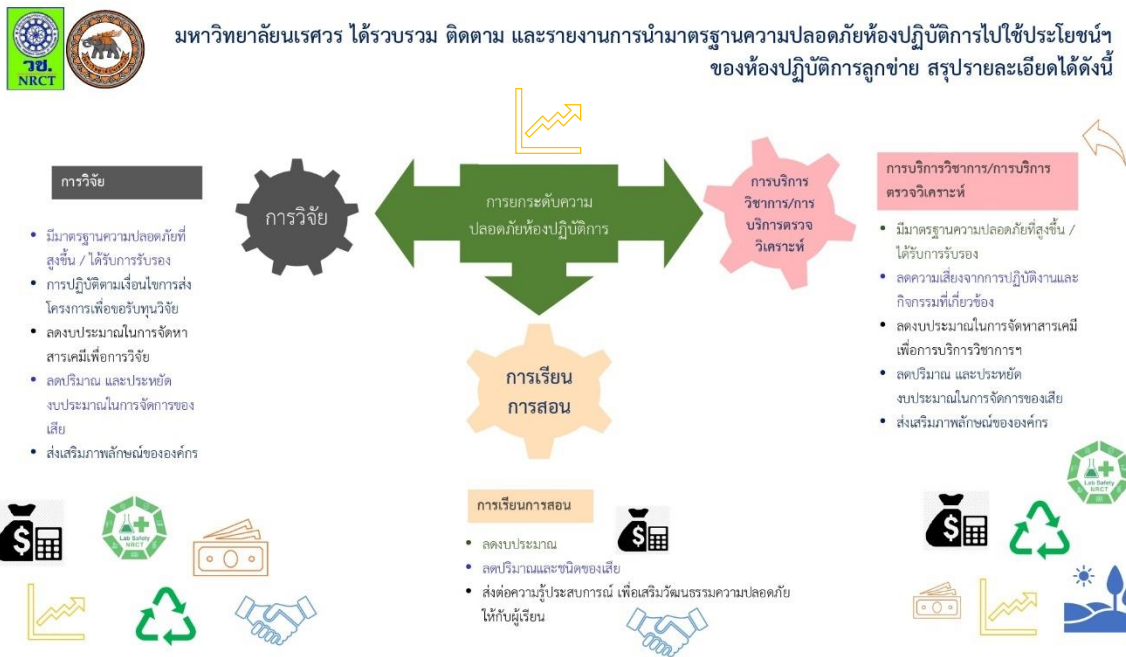 วช.
NRCT
มหาวิทยาลัยนเรศวร ได้รวบรวม ติดตาม และรายงานการนำมาตรฐานความปลอดภัยห้องปฏิบัติการไปใช้ประโยชน์ฯ
ของห้องปฏิบัติการลูกข่าย สรุปรายละเอียดได้ดังนี้
การวิจัย
• มีมาตรฐานความปลอดภัยที่
สูงขึ้น / ได้รับการรับรอง
• การปฏิบัติตามเงื่อนไขการส่ง
โครงการเพื่อขอรับทุนวิจัย
• ลดงบประมาณในการจัดหา
สารเคมีเพื่อการวิจัย
• ลดปริมาณ และประหยัด
งบประมาณในการจัดการของ
เสีย
• ส่งเสริมภาพลักษณ์ขององค์กร
การวิจัย
การยกระดับความ
ปลอดภัยห้องปฏิบัติการ
การบริการ
วิชาการ/การ
บริการตรวจ
วิเคราะห์
การเรียน
การสอน
การบริการวิชาการ/การบริการ
ตรวจวิเคราะห์
• มีมาตรฐานความปลอดภัยที่สูงขึ้น /
ได้รับการรับรอง
• ลดความเสี่ยงจากการปฏิบัติงานและ
กิจกรรมที่เกี่ยวข้อง
• ลดงบประมาณในการจัดหาสารเคมี
เพื่อการบริการวิชาการฯ
• ลดปริมาณ และประหยัด
งบประมาณในการจัดการของเสีย
• ส่งเสริมภาพลักษณ์ขององค์กร
การเรียนการสอน
• ลดงบประมาณ
• ลดปริมาณและชนิดของเสีย
• ส่งต่อความรู้ประสบการณ์ เพื่อเสริมวัฒนธรรมความปลอดภัย
ให้กับผู้เรียน
Lab Safety
NRCT
Lab Safety
NRCT